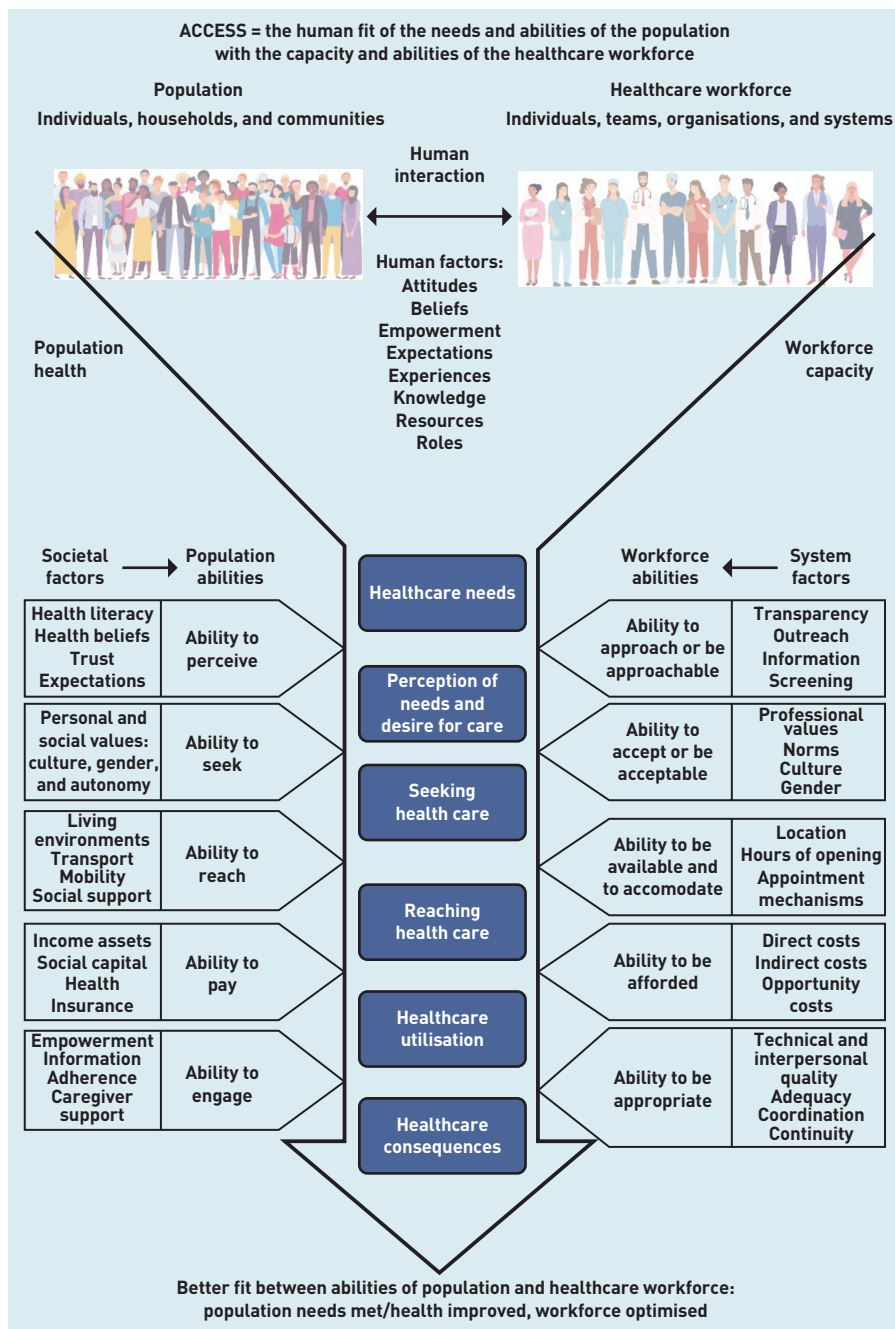 ACCESS = the human fit of the needs and abilities of the population
with the capacity and abilities of the healthcare workforce
Population
Individuals, households, and communities
Healthcare workforce
Individuals, teams, organisations, and systems
Human
interaction
Human factors:
Attitudes
Beliefs
Empowerment
Expectations
Experiences
Knowledge
Resources
Roles
Population
health
Workforce
capacity
Societal
factors
Population
abilities
Workforce
abilities
System
factors
Healthcare needs
Perception of
needs and
desire for care
Seeking
health care
Reaching
health care
Healthcare
utilisation
Healthcare
consequences
Health literacy
Health beliefs
Trust
Expectations
Ability to
perceive
Personal and
social values:
culture, gender,
and autonomy
Ability to
seek
Living
environments
Transport
Mobility
Social support
Ability to
reach
Income assets
Social capital
Health
Insurance
Ability to
pay
Empowerment
Information
Adherence
Caregiver
support
Ability to
engage
Ability to
approach or be
approachable
Transparency
Outreach
Information
Screening
Ability to
accept or be
acceptable
Professional
values
Norms
Culture
Gender
Ability to be
available and
to accomodate
Location
Hours of opening
Appointment
mechanisms
Ability to be
afforded
Direct costs
Indirect costs
Opportunity
costs
Ability to be
appropriate
Technical and
interpersonal
quality
Adequacy
Coordination
Continuity
Better fit between abilities of population and healthcare workforce:
population needs met/health improved, workforce optimised